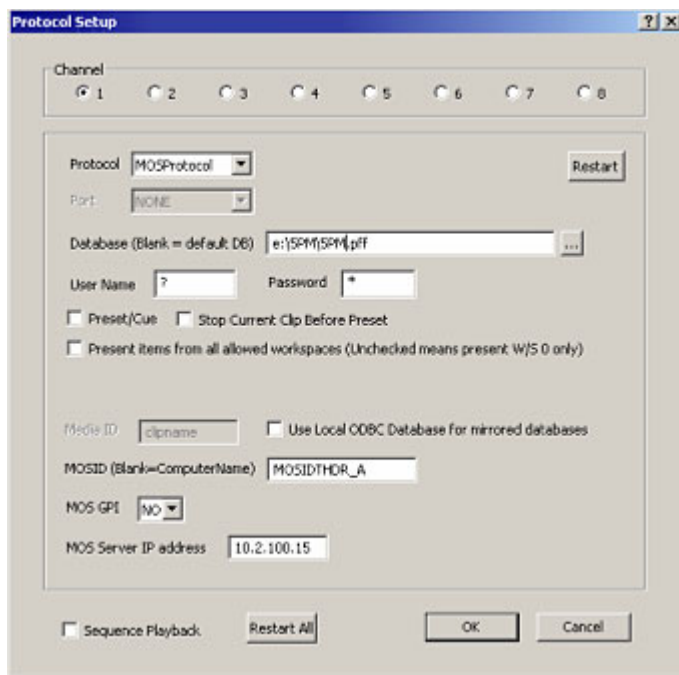 Protocol Setup
Channel
1 2 3 4 5 6 7 8
Protocol MOSProtocol Restart
Port NONE
Database (Blank = default DB) e:\SPM\SPM.pff ...
User Name ? Password *
Preset/Cue Stop Current Clip Before Preset
Present items from all allowed workspaces (Unchecked means present W/S 0 only)
Media ID clipname Use Local ODBC Database for mirrored databases
MOSID (Blank=ComputerName) MOSIDTHDR_A
MOS GPI NO
MOS Server IP address 10.2.100.15
Sequence Playback Restart All OK Cancel